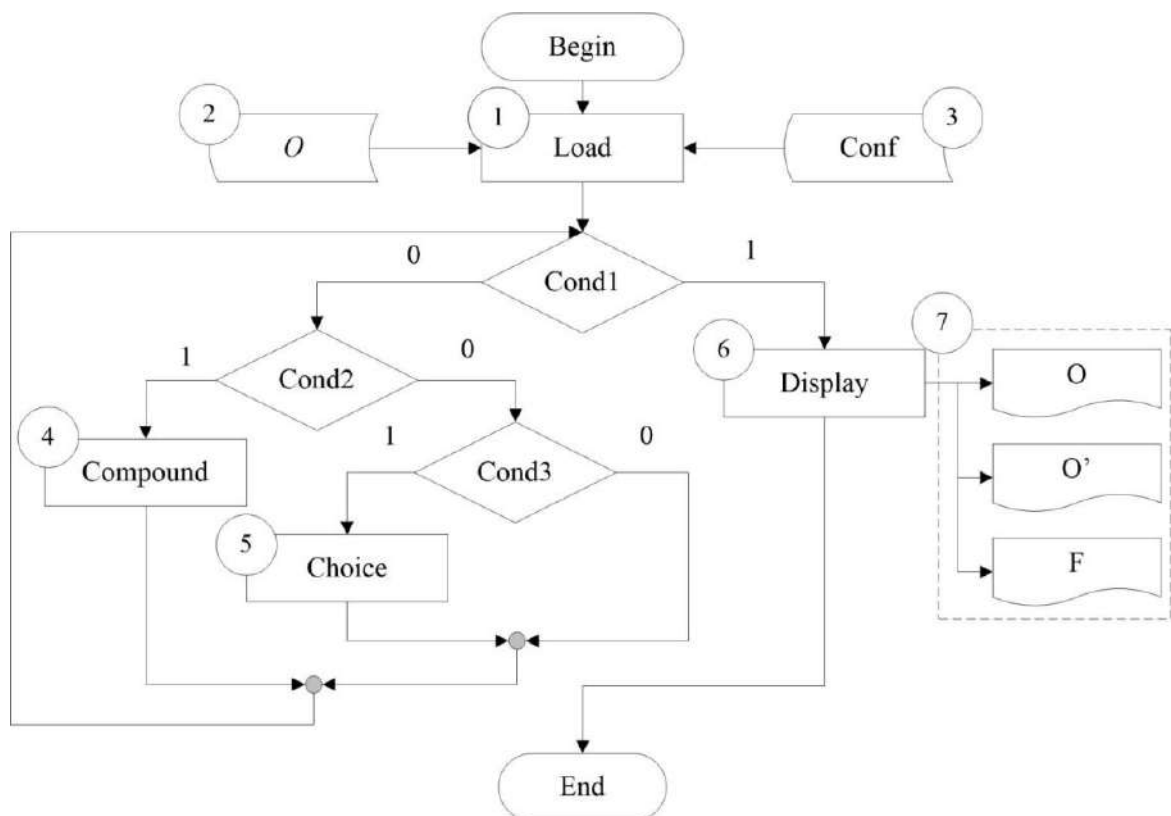 Begin
2
1
3
O
Load
Conf
0
1
Cond1
7
1
0
6
O
Cond2
Display
4
1
0
Compound
Cond3
O’
5
Choice
F
End